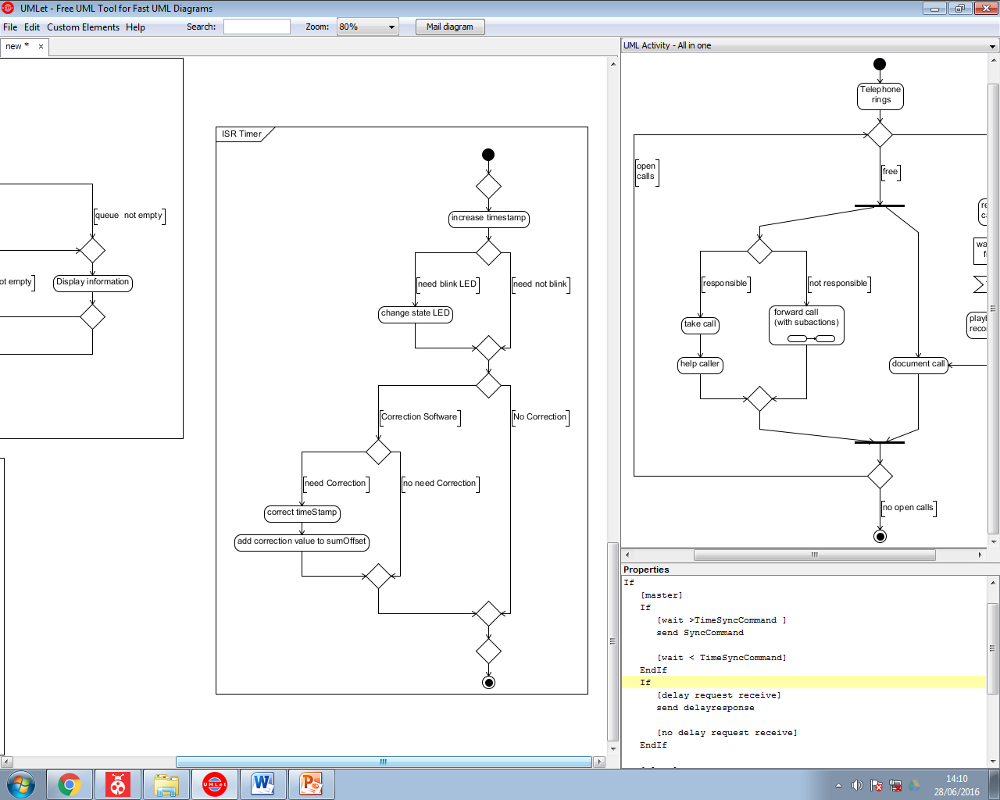 UMLet - Free UML Tool for Fast UML Diagrams
File Edit Custom Elements Help Search: Zoom: 80% Mail diagram
new *
queue not empty
not empty
Display information
ISR Timer
increase timestamp
need blink LED
need not blink
change state LED
Correction Software
No Correction
need Correction
no need Correction
correct timeStamp
add correction value to sumOffset
UML Activity - All in one
Telephone
rings
open
calls
free
responsible
not responsible
take call
forward call
(with subactions)
help caller
document call
no open calls
Properties
If
[master]
If
[wait >TimeSyncCommand ]
send SyncCommand
[wait < TimeSyncCommand]
EndIf
If
[delay request receive]
send delayresponse
[no delay request receive]
EndIf
UMLet
14:10
28/06/2016